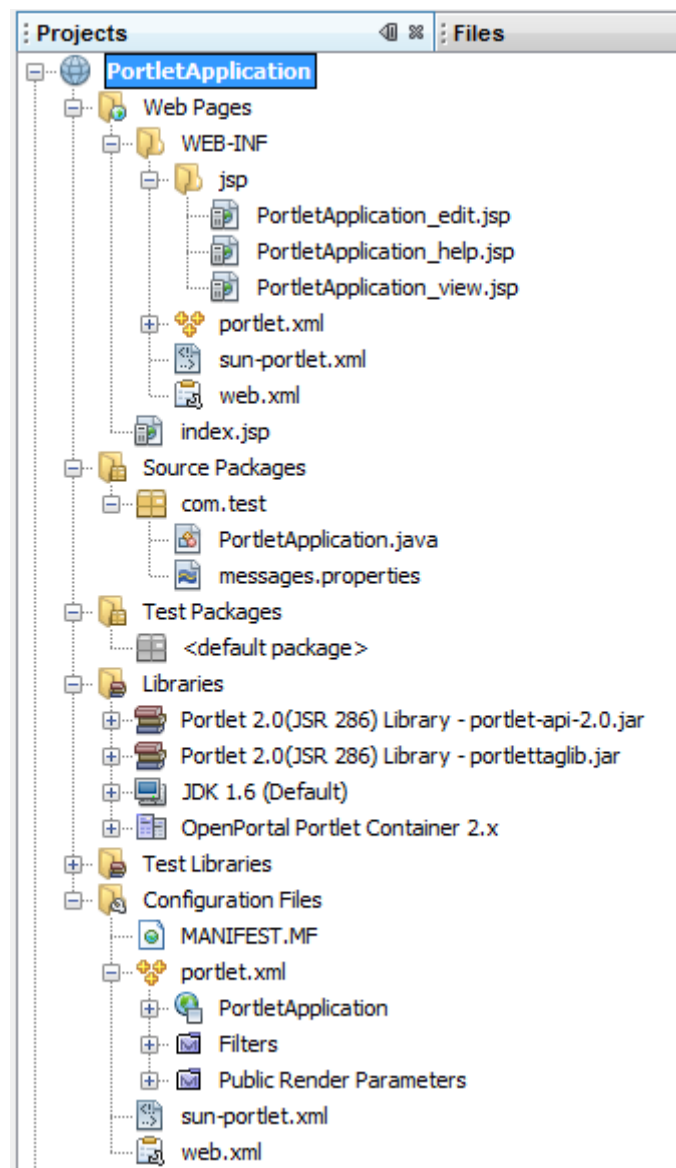 Projects Files
PortletApplication
Web Pages
WEB-INF
jsp
PortletApplication_edit.jsp
PortletApplication_help.jsp
PortletApplication_view.jsp
portlet.xml
sun-portlet.xml
web.xml
index.jsp
Source Packages
com.test
PortletApplication.java
messages.properties
Test Packages
<default package>
Libraries
Portlet 2.0(JSR 286) Library - portlet-api-2.0.jar
Portlet 2.0(JSR 286) Library - portlettaglib.jar
JDK 1.6 (Default)
OpenPortal Portlet Container 2.x
Test Libraries
Configuration Files
MANIFEST.MF
portlet.xml
PortletApplication
Filters
Public Render Parameters
sun-portlet.xml
web.xml